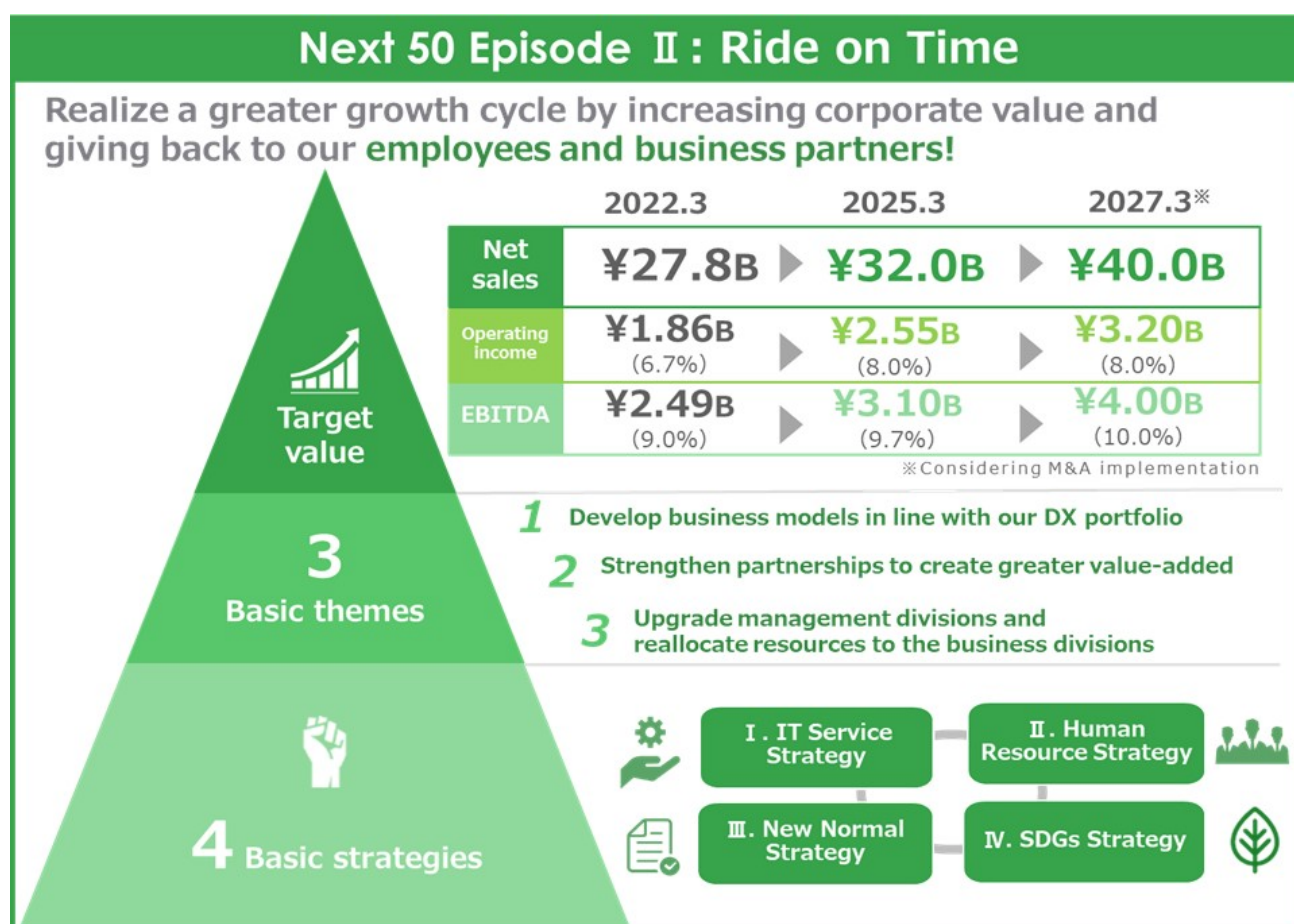 Next 50 Episode Ⅱ: Ride on Time
Realize a greater growth cycle by increasing corporate value and
giving back to our employees and business partners!
2022.3 2025.3 2027.3※
Net
sales
¥27.8B ¥32.0B ¥40.0B
Operating
income
¥1.86B ¥2.55B ¥3.20B
(6.7%) (8.0%) (8.0%)
EBITDA
¥2.49B ¥3.10B ¥4.00B
(9.0%) (9.7%) (10.0%)
※Considering M&A implementation
Target
value
3
Basic themes
1 Develop business models in line with our DX portfolio
2 Strengthen partnerships to create greater value-added
3 Upgrade management divisions and
reallocate resources to the business divisions
4 Basic strategies
Ⅰ. IT Service
Strategy
Ⅱ. Human
Resource Strategy
Ⅲ. New Normal
Strategy
Ⅳ. SDGs Strategy